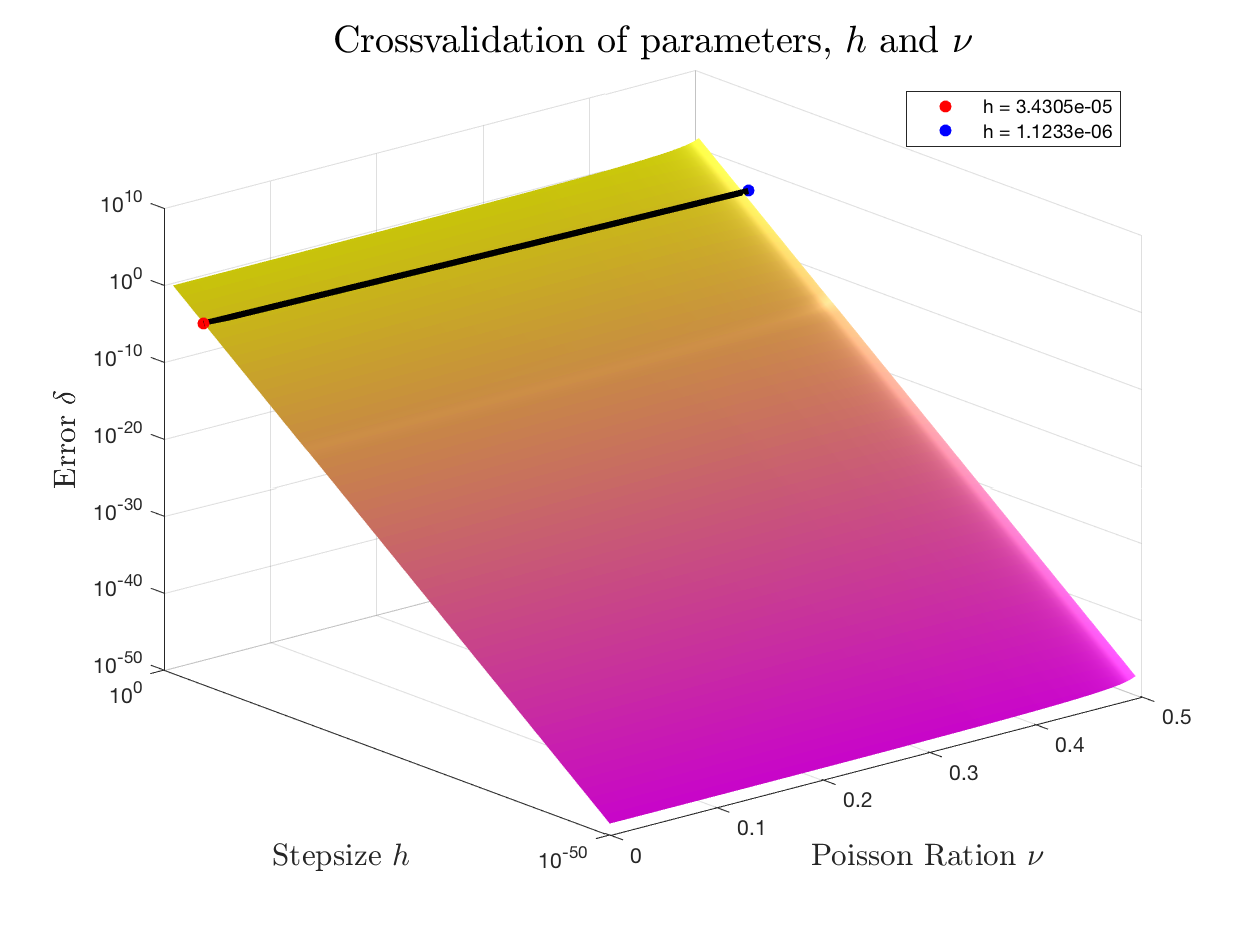 Crossvalidation of parameters, h and ν
h = 3.4305e-05
h = 1.1233e-06
10^10
10^0
10^-10
10^-20
10^-30
10^-40
10^-50
Error δ
10^0
10^-50
Stepsize h
0
0.1
0.2
0.3
0.4
0.5
Poisson Ration ν